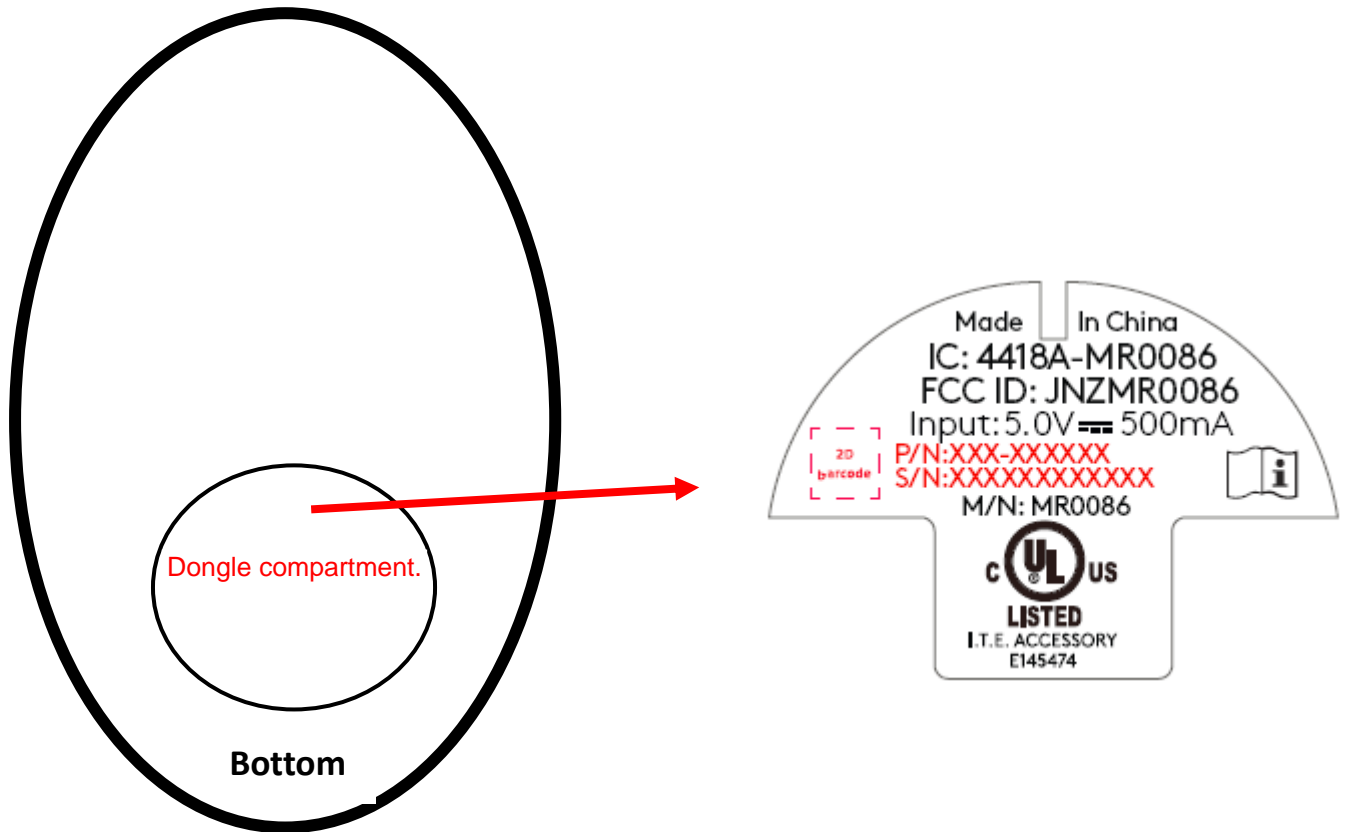 Dongle compartment.
Bottom
Made In China
IC: 4418A-MR0086
FCC ID: JNZMR0086
Input: 5.0V 500mA
2D
barcode
P/N:XXX-XXXXXX
S/N:XXXXXXXXXXXX
M/N: MR0086
C UL US
®
LISTED
I.T.E. ACCESSORY
E145474
i